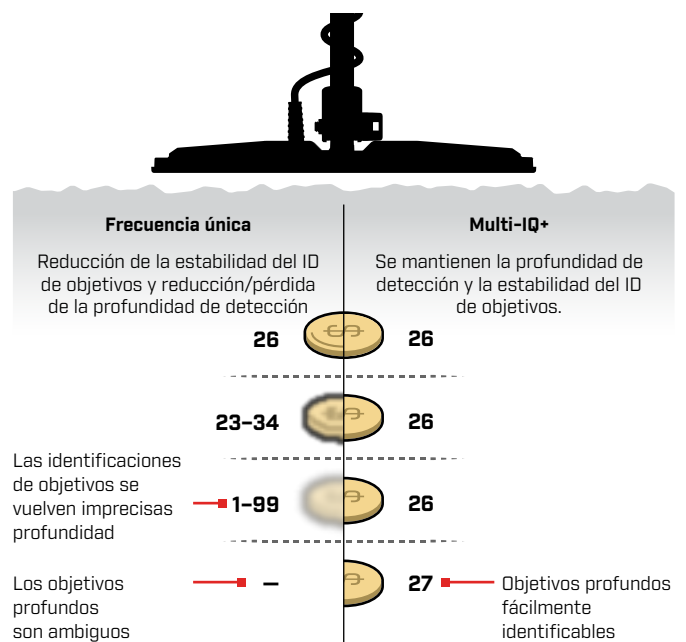 Frecuencia única
Reducción de la estabilidad del ID
de objetivos y reducción/pérdida
de la profundidad de detección
Multi-IQ+
Se mantienen la profundidad de
detección y la estabilidad del ID
de objetivos.
26
26
23–34
26
Las identificaciones
de objetivos se
vuelven imprecisas
profundidad
1–99
26
Los objetivos
profundos
son ambiguos
–
27
Objetivos profundos
fácilmente
identificables